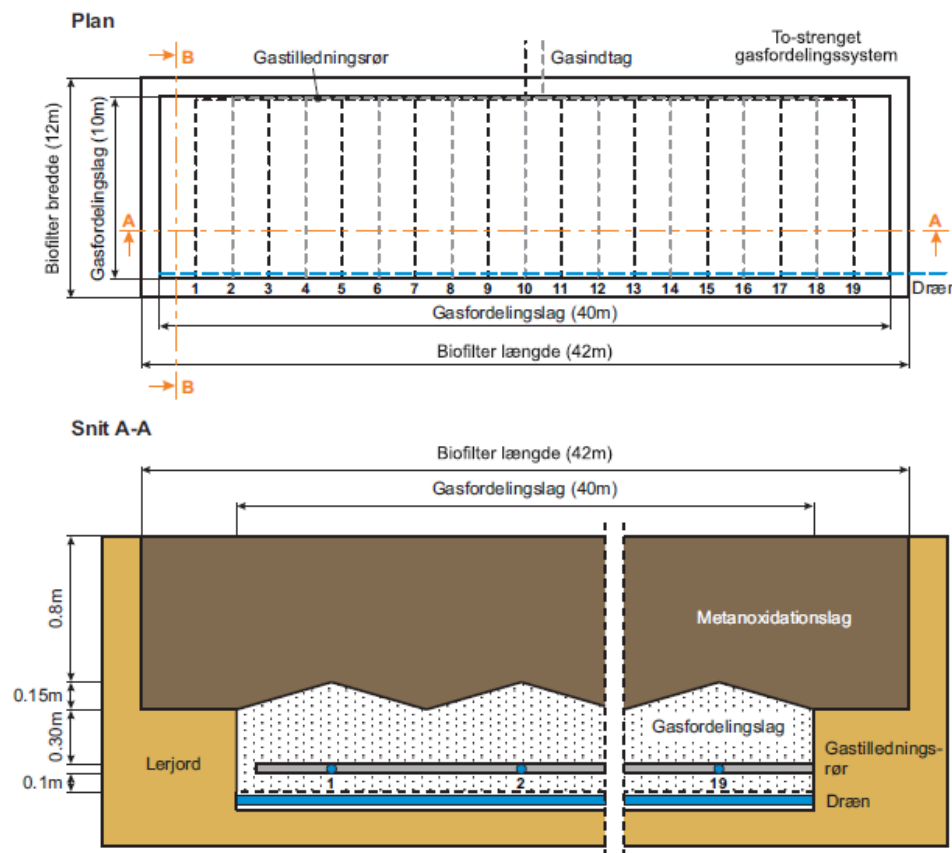 Plan
B
Gastilledningsrør
Gasindtag
To-strenget
gasfordelingssystem
Biofilter bredde (12m)
Gasfordelingslag (10m)
A
A
1 2 3 4 5 6 7 8 9 10 11 12 13 14 15 16 17 18 19
Dræn
Gasfordelingslag (40m)
Biofilter længde (42m)
B
Snit A-A
Biofilter længde (42m)
Gasfordelingslag (40m)
0.8m
Metanoxidationslag
0.15m
0.30m
Gasfordelingslag
Lerjord
Gastillednings-
rør
0.1m
1 2 19
Dræn